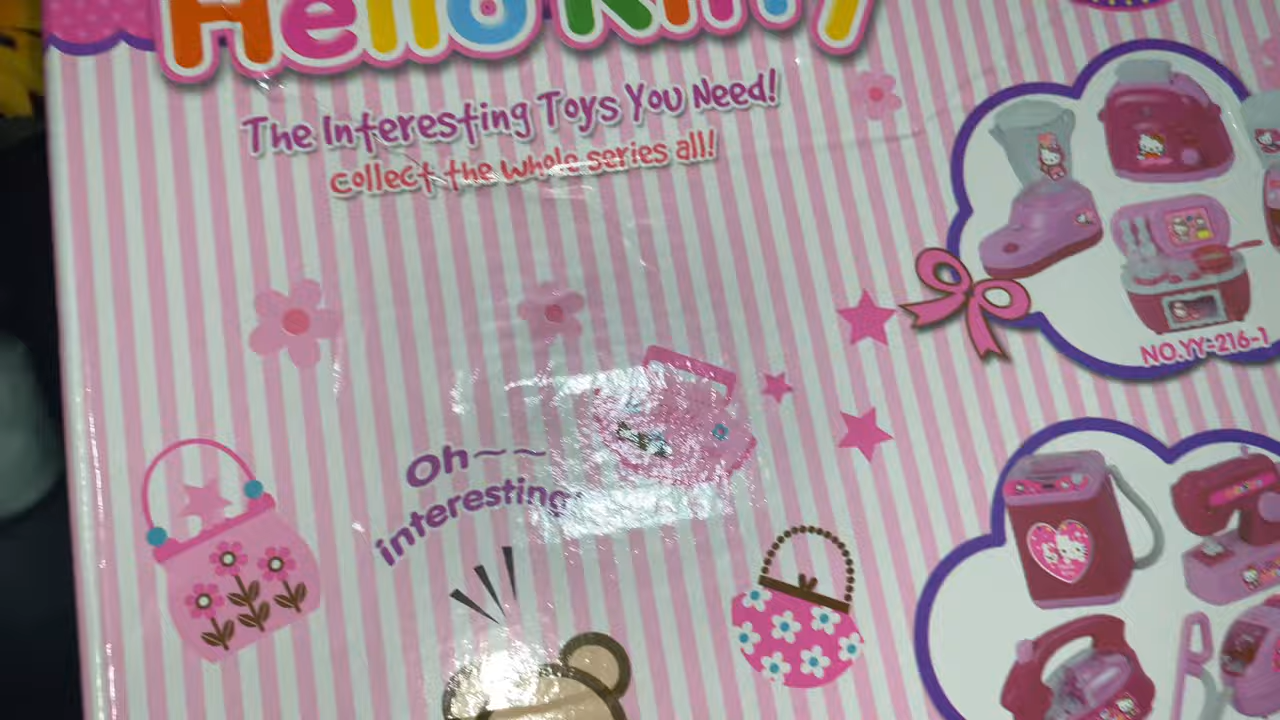 Hello Kitty
The Interesting Toys You Need!
collect the whole series all!
NO.YY-216-1
Oh~~
interesting